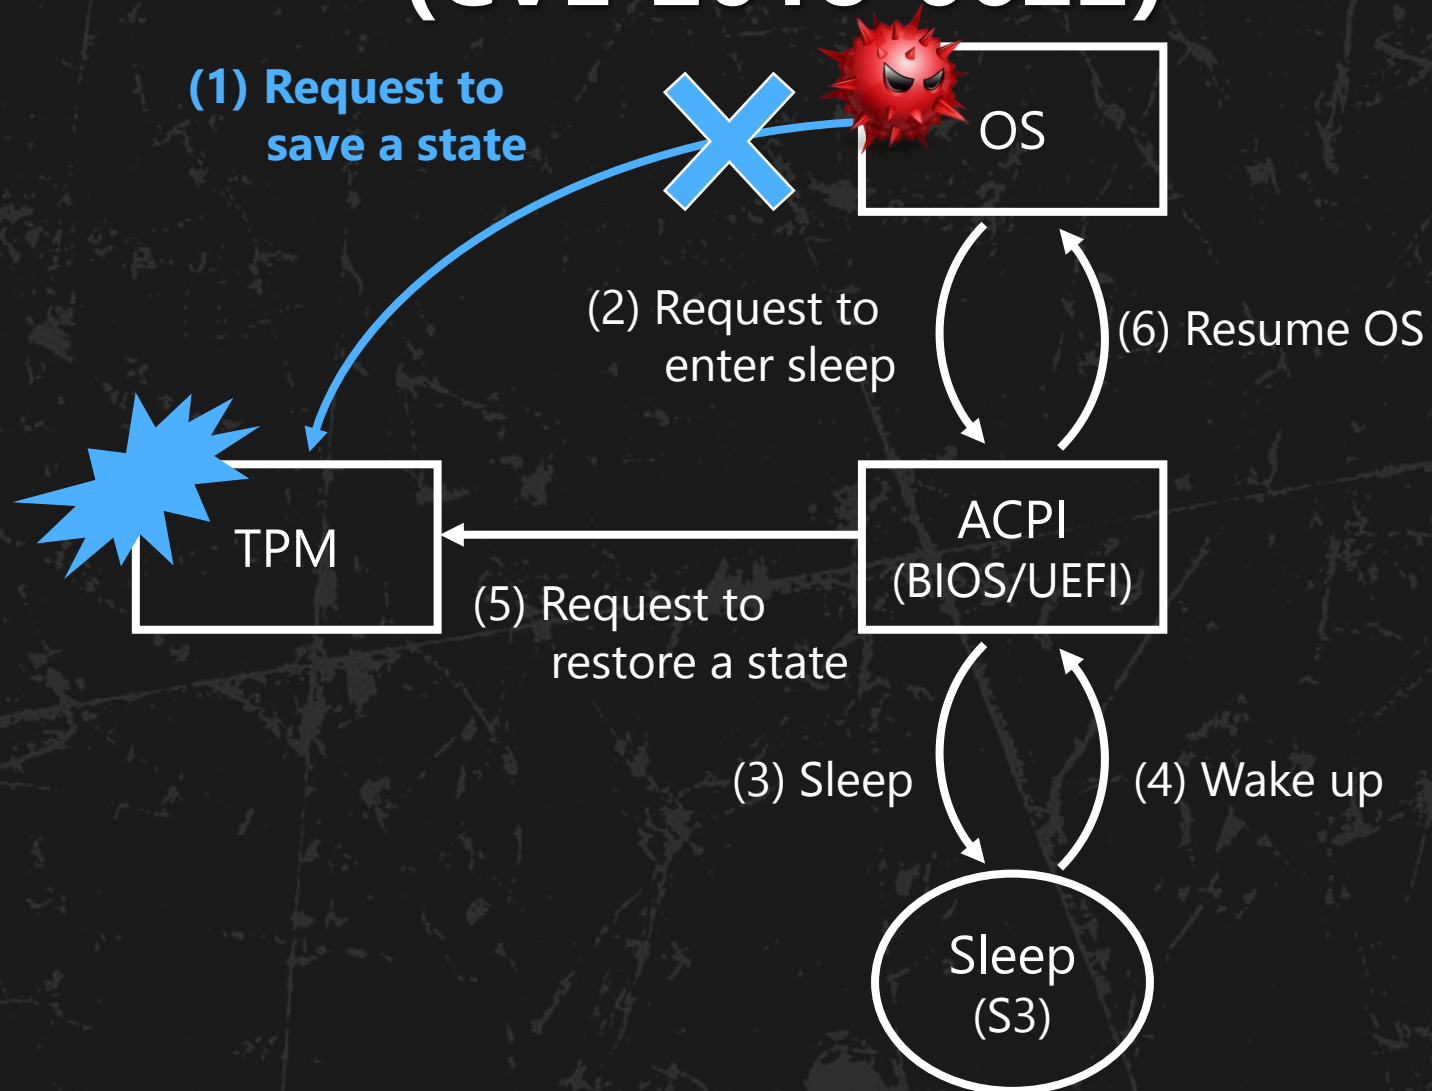 (1) Request to
save a state
OS
(2) Request to
enter sleep
(6) Resume OS
TPM
ACPI
(BIOS/UEFI)
(5) Request to
restore a state
(3) Sleep
(4) Wake up
Sleep
(S3)